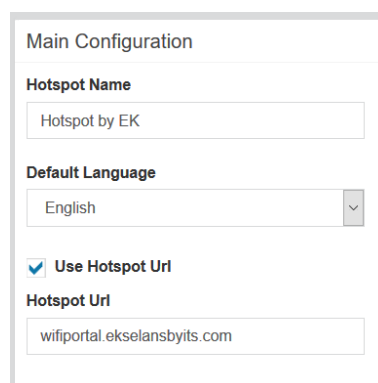 Main Configuration
Hotspot Name
Hotspot by EK
Default Language
English
Use Hotspot Url
Hotspot Url
wifiportal.ekselansbyits.com